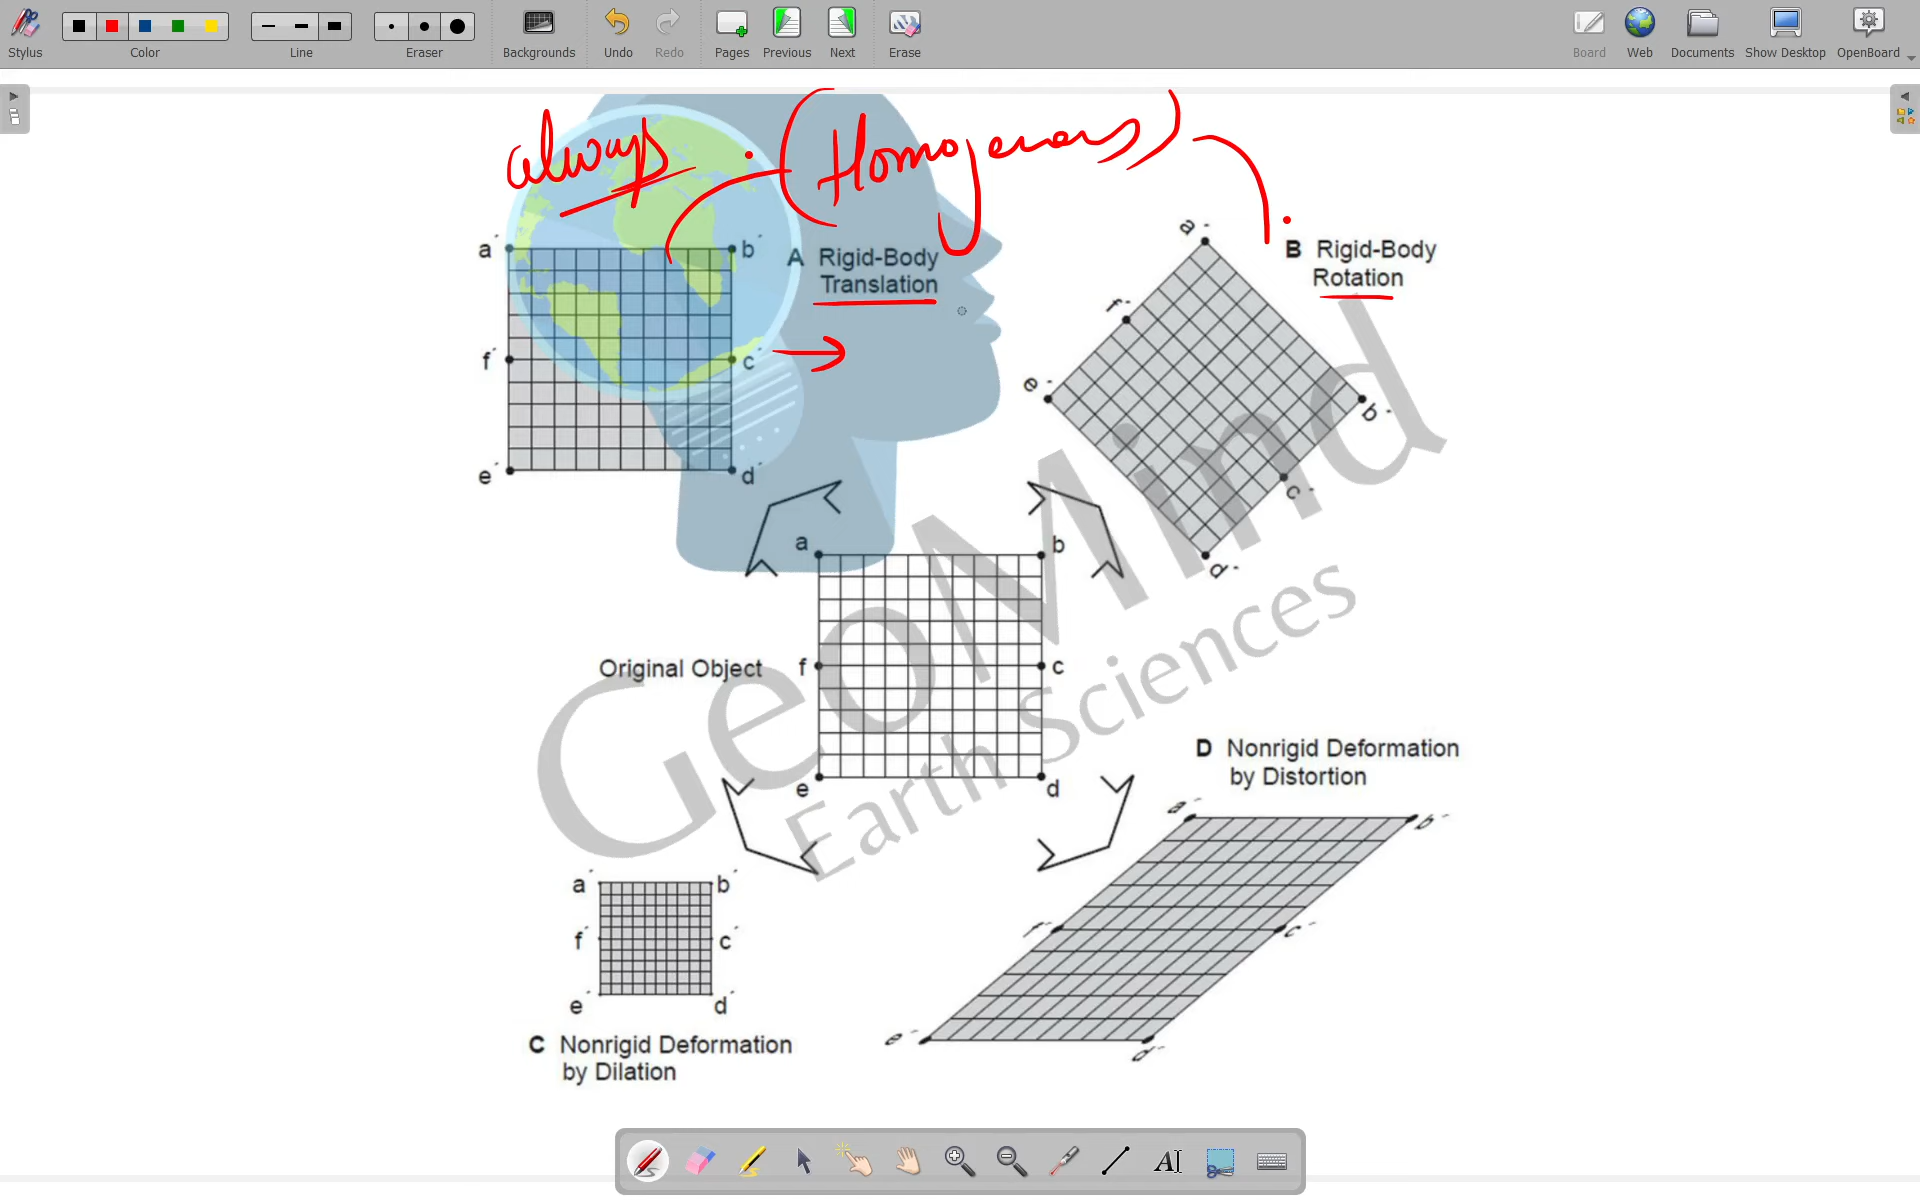 Stylus
Color
Line
Eraser
Backgrounds
Undo
Redo
Pages
Previous
Next
Erase
Board
Web
Documents
Show Desktop
OpenBoard
always . (Homogenous)
a´
b´
A Rigid-Body
Translation
f´
c´
e´
d´
a´
B Rigid-Body
Rotation
f´
e´
b´
c´
d´
a
b
Original Object
f
c
e
d
GeoMind
Earth Sciences
D Nonrigid Deformation
by Distortion
a´
b´
f´
c´
e´
d´
a´
b´
f´
c´
e´
d´
C Nonrigid Deformation
by Dilation